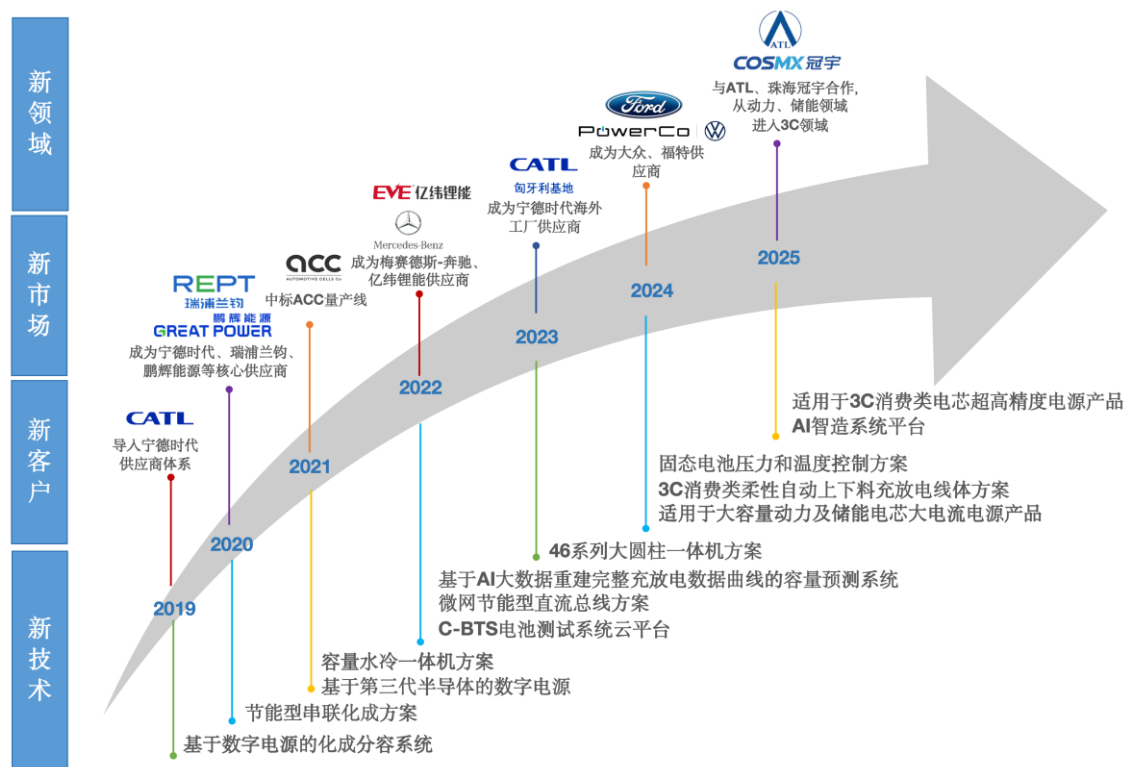 新领域
新市场
新客户
新技术
ATL
COSMX 冠宇
与ATL、珠海冠宇合作,
从动力、储能领域
进入3C领域
Ford
PowerCo
成为大众、福特供
应商
CATL
匈牙利基地
成为宁德时代海外
工厂供应商
EVE 亿纬锂能
Mercedes-Benz
成为梅赛德斯-奔驰、
亿纬锂能供应商
acc
AUTOMOTIVE CELLS Co
中标ACC量产线
REPT
瑞浦兰钧
鹏辉能源
GREAT POWER
成为宁德时代、瑞浦兰钧、
鹏辉能源等核心供应商
CATL
导入宁德时代
供应商体系
2019
2020
2021
2022
2023
2024
2025
适用于3C消费类电芯超高精度电源产品
AI智造系统平台
固态电池压力和温度控制方案
3C消费类柔性自动上下料充放电线体方案
适用于大容量动力及储能电芯大电流电源产品
46系列大圆柱一体机方案
基于AI大数据重建完整充放电数据曲线的容量预测系统
微网节能型直流总线方案
C-BTS电池测试系统云平台
容量水冷一体机方案
基于第三代半导体的数字电源
节能型串联化成方案
基于数字电源的化成分容系统